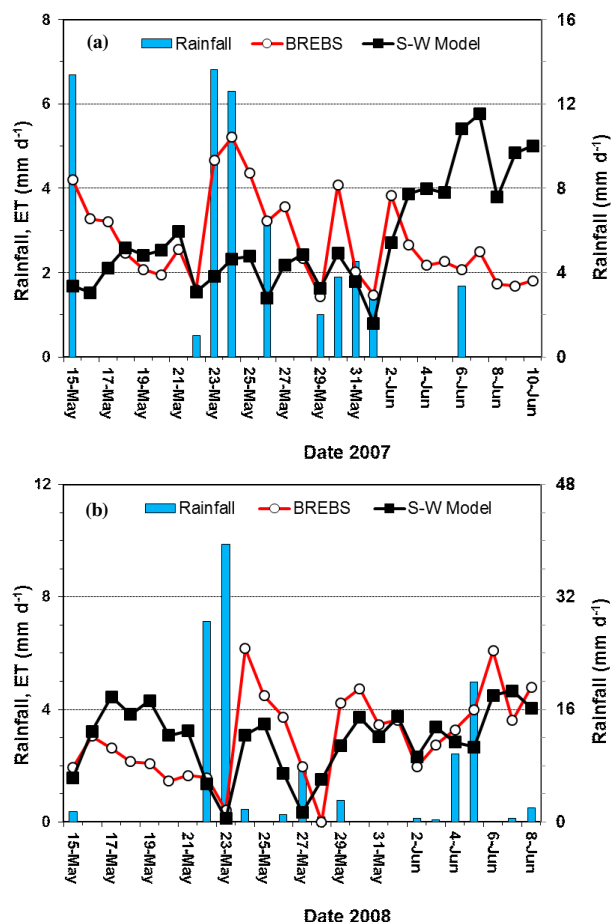 (a)
Rainfall BREBS S-W Model
8 16
6 12
4 8
2 4
0 0
Rainfall, ET (mm d⁻¹)
Rainfall (mm d⁻¹)
15-May 17-May 19-May 21-May 23-May 25-May 27-May 29-May 31-May 2-Jun 4-Jun 6-Jun 8-Jun 10-Jun
Date 2007
(b)
Rainfall BREBS S-W Model
12 48
8 32
4 16
0 0
Rainfall, ET (mm d⁻¹)
Rainfall (mm d⁻¹)
15-May 17-May 19-May 21-May 23-May 25-May 27-May 29-May 31-May 2-Jun 4-Jun 6-Jun 8-Jun
Date 2008